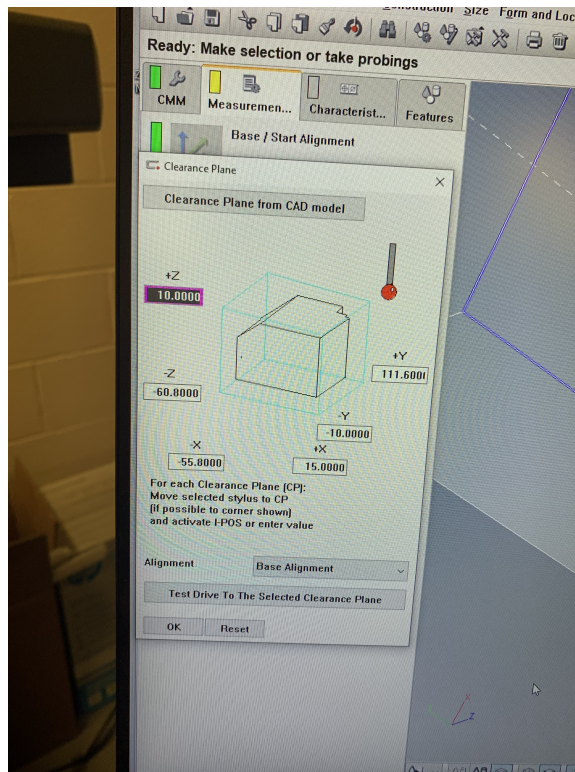 Size Form and Loc
Ready: Make selection or take probings
CMM
Measuremen...
Characterist...
Features
Base / Start Alignment
Clearance Plane
Clearance Plane from CAD model
+Z
10.0000
+Y
111.600
-Z
-60.8000
-Y
-10.0000
-X
-55.8000
+X
15.0000
For each Clearance Plane (CP):
Move selected stylus to CP
(if possible to corner shown)
and activate I-POS or enter value
Alignment
Base Alignment
Test Drive To The Selected Clearance Plane
OK
Reset
X
Z